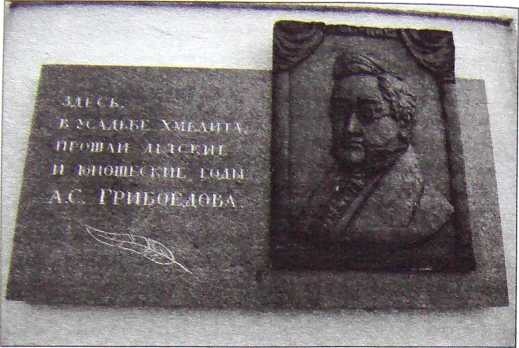 ЗДЕСЬ,
В УСАДЬБЕ ХМЕЛИТА,
ПРОШЛИ ДЕТСКИЕ
И ЮНОШЕСКИЕ ГОДЫ
А.С. ГРИБОЕДОВА.